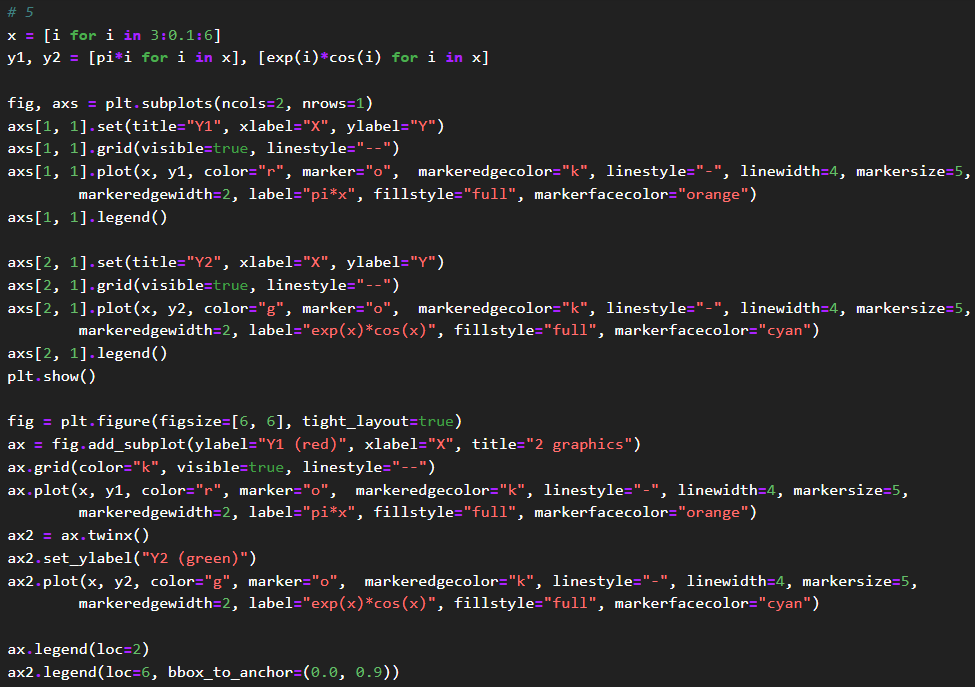 # 5
x = [i for i in 3:0.1:6]
y1, y2 = [pi*i for i in x], [exp(i)*cos(i) for i in x]

fig, axs = plt.subplots(ncols=2, nrows=1)
axs[1, 1].set(title="Y1", xlabel="X", ylabel="Y")
axs[1, 1].grid(visible=true, linestyle="--")
axs[1, 1].plot(x, y1, color="r", marker="o",  markeredgecolor="k", linestyle="-", linewidth=4, markersize=5,
        markeredgewidth=2, label="pi*x", fillstyle="full", markerfacecolor="orange")
axs[1, 1].legend()

axs[2, 1].set(title="Y2", xlabel="X", ylabel="Y")
axs[2, 1].grid(visible=true, linestyle="--")
axs[2, 1].plot(x, y2, color="g", marker="o",  markeredgecolor="k", linestyle="-", linewidth=4, markersize=5,
        markeredgewidth=2, label="exp(x)*cos(x)", fillstyle="full", markerfacecolor="cyan")
axs[2, 1].legend()
plt.show()

fig = plt.figure(figsize=[6, 6], tight_layout=true)
ax = fig.add_subplot(ylabel="Y1 (red)", xlabel="X", title="2 graphics")
ax.grid(color="k", visible=true, linestyle="--")
ax.plot(x, y1, color="r", marker="o",  markeredgecolor="k", linestyle="-", linewidth=4, markersize=5,
        markeredgewidth=2, label="pi*x", fillstyle="full", markerfacecolor="orange")
ax2 = ax.twinx()
ax2.set_ylabel("Y2 (green)")
ax2.plot(x, y2, color="g", marker="o",  markeredgecolor="k", linestyle="-", linewidth=4, markersize=5,
        markeredgewidth=2, label="exp(x)*cos(x)", fillstyle="full", markerfacecolor="cyan")

ax.legend(loc=2)
ax2.legend(loc=6, bbox_to_anchor=(0.0, 0.9))